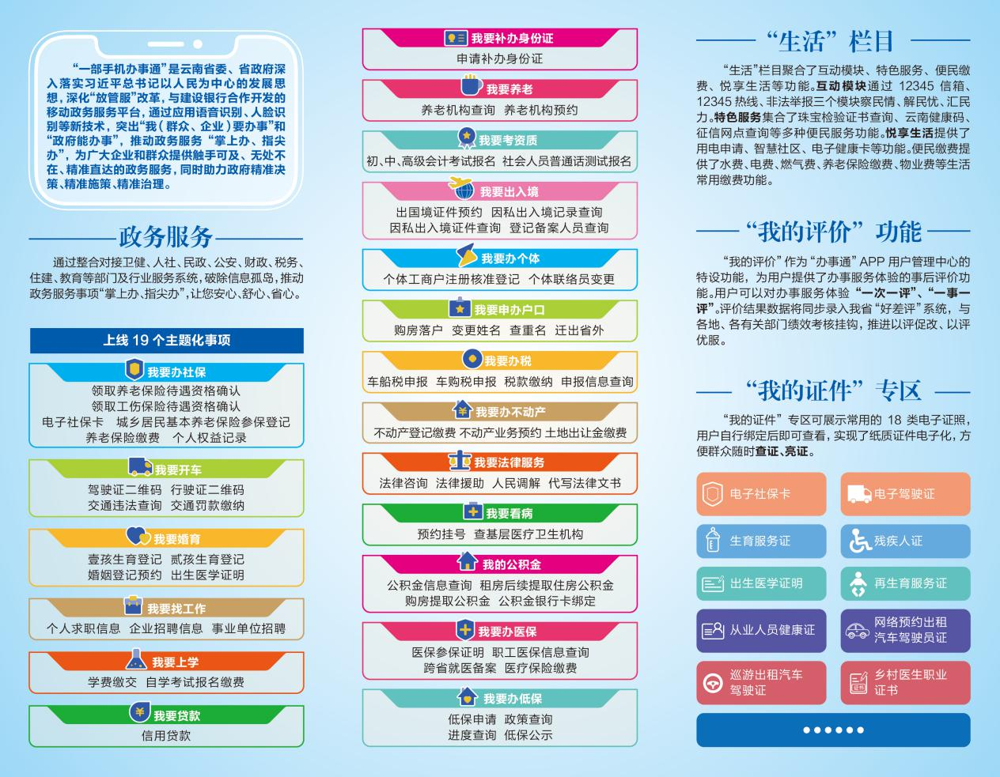 “一部手机办事通”是云南省委、省政府深
入落实习近平总书记以人民为中心的发展思
想，深化“放管服”改革，与建设银行合作开发的
移动政务服务平台，通过应用语音识别、人脸识
别等新技术，突出“我（群众、企业）要办事”和
“政府能办事”，推动政务服务 “掌上办、指尖
办”，为广大企业和群众提供触手可及、无处不
在、精准直达的政务服务，同时助力政府精准决
策、精准施策、精准治理。
政务服务
通过整合对接卫健、人社、民政、公安、财政、税务、
住建、教育等部门及行业服务系统，破除信息孤岛，推动
政务服务事项“掌上办、指尖办”，让您安心、舒心、省心。
上线 19 个主题化事项
我要办社保
领取养老保险待遇资格确认
领取工伤保险待遇资格确认
电子社保卡 城乡居民基本养老保险参保登记
养老保险缴费 个人权益记录
我要开车
驾驶证二维码 行驶证二维码
交通违法查询 交通罚款缴纳
我要婚育
壹孩生育登记 贰孩生育登记
婚姻登记预约 出生医学证明
我要找工作
个人求职信息 企业招聘信息 事业单位招聘
我要上学
学费缴交 自学考试报名缴费
我要贷款
信用贷款
我要补办身份证
申请补办身份证
我要养老
养老机构查询 养老机构预约
我要考资质
初、中、高级会计考试报名 社会人员普通话测试报名
我要出入境
出国境证件预约 因私出入境记录查询
因私出入境证件查询 登记备案人员查询
我要办个体
个体工商户注册核准登记 个体联络员变更
我要申办户口
购房落户 变更姓名 查重名 迁出省外
我要办税
车船税申报 车购税申报 税款缴纳 申报信息查询
我要办不动产
不动产登记缴费 不动产业务预约 土地出让金缴费
我要法律服务
法律咨询 法律援助 人民调解 代写法律文书
我要看病
预约挂号 查基层医疗卫生机构
我的公积金
公积金信息查询 租房后续提取住房公积金
购房提取公积金 公积金银行卡绑定
我要办医保
医保参保证明 职工医保信息查询
跨省就医备案 医疗保险缴费
我要办低保
低保申请 政策查询
进度查询 低保公示
“生活”栏目
“生活”栏目聚合了互动模块、特色服务、便民缴
费、悦享生活等功能。互动模块通过 12345 信箱、
12345 热线、非法举报三个模块察民情、解民忧、汇民
力。特色服务集合了珠宝检验证书查询、云南健康码、
征信网点查询等多种便民服务功能。悦享生活提供了
用电申请、智慧社区、电子健康卡等功能。便民缴费提
供了水费、电费、燃气费、养老保险缴费、物业费等生活
常用缴费功能。
“我的评价”功能
“我的评价” 作为 “办事通” APP 用户管理中心的
特设功能，为用户提供了办事服务体验的事后评价功
能。用户可以对办事服务体验 “一次一评”、“一事一
评”。评价结果数据将同步录入我省 “好差评” 系统，与
各地、各有关部门绩效考核挂钩，推进以评促改、以评
优服。
“我的证件”专区
“我的证件” 专区可展示常用的 18 类电子证照，
用户自行绑定后即可查看，实现了纸质证件电子化，方
便群众随时查证、亮证。
电子社保卡
电子驾驶证
生育服务证
残疾人证
出生医学证明
再生育服务证
从业人员健康证
网络预约出租
汽车驾驶员证
巡游出租汽车
驾驶证
乡村医生职业
证书
证书
······